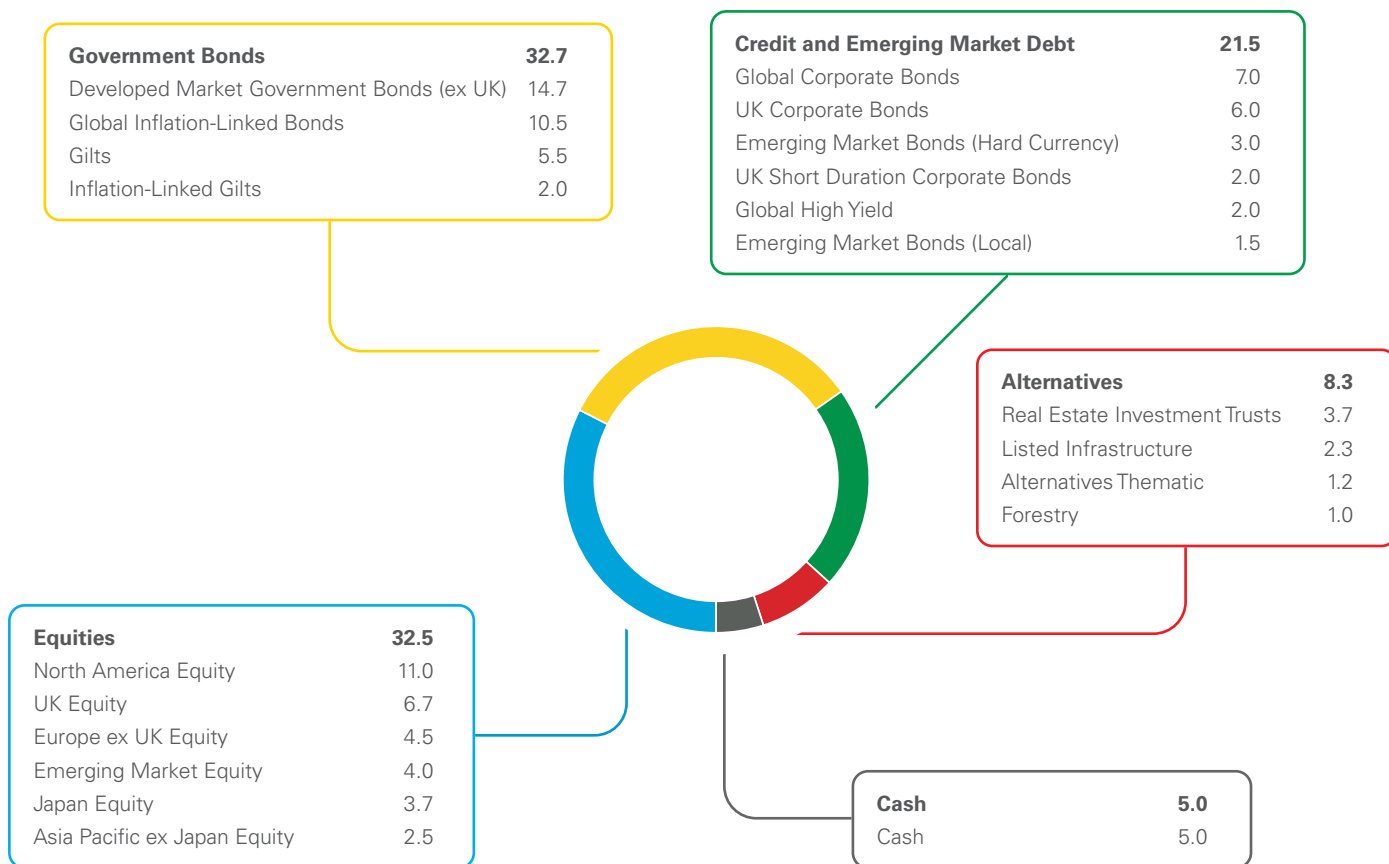 Government Bonds 32.7
Developed Market Government Bonds (ex UK) 14.7
Global Inflation-Linked Bonds 10.5
Gilts 5.5
Inflation-Linked Gilts 2.0
Credit and Emerging Market Debt 21.5
Global Corporate Bonds 7.0
UK Corporate Bonds 6.0
Emerging Market Bonds (Hard Currency) 3.0
UK Short Duration Corporate Bonds 2.0
Global High Yield 2.0
Emerging Market Bonds (Local) 1.5
Alternatives 8.3
Real Estate Investment Trusts 3.7
Listed Infrastructure 2.3
Alternatives Thematic 1.2
Forestry 1.0
Equities 32.5
North America Equity 11.0
UK Equity 6.7
Europe ex UK Equity 4.5
Emerging Market Equity 4.0
Japan Equity 3.7
Asia Pacific ex Japan Equity 2.5
Cash 5.0
Cash 5.0